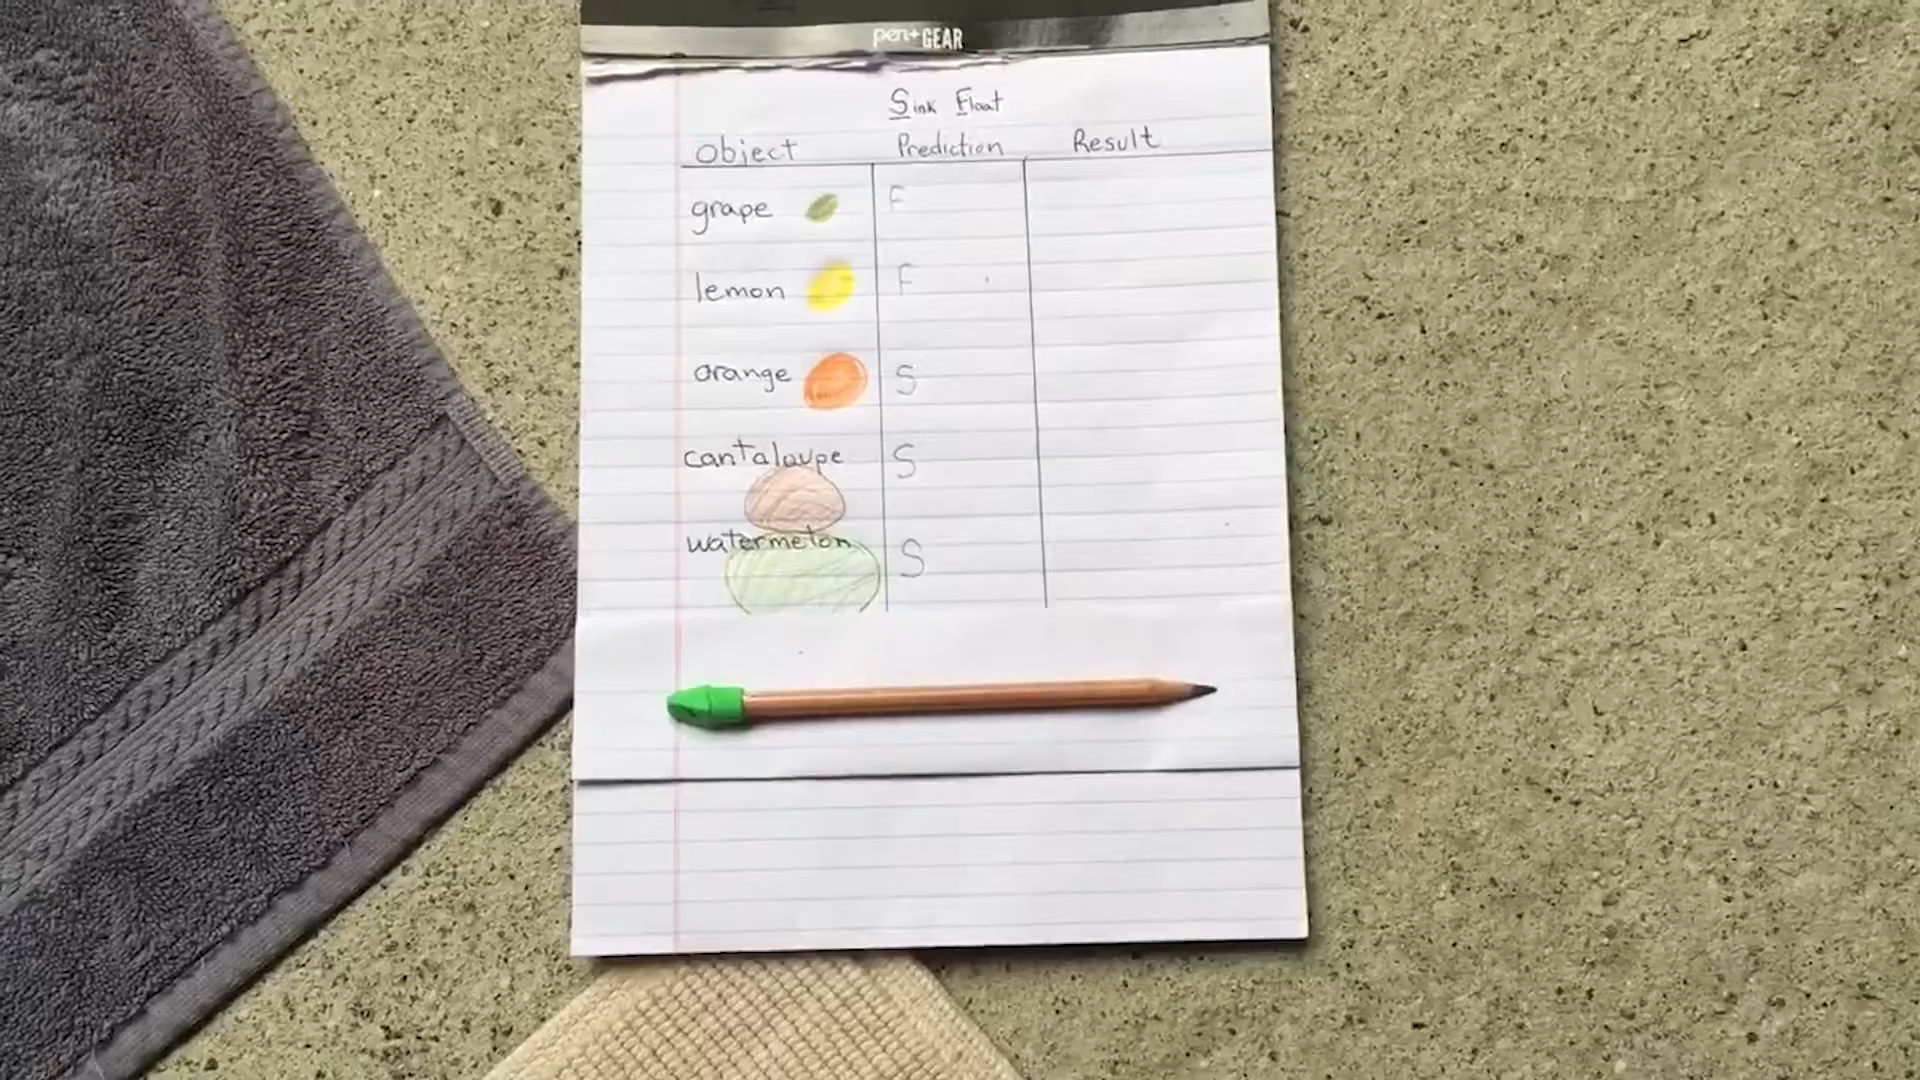 pen+GEAR
Sink Float
Object Prediction Result
grape F
lemon F
orange S
cantaloupe S
watermelon S